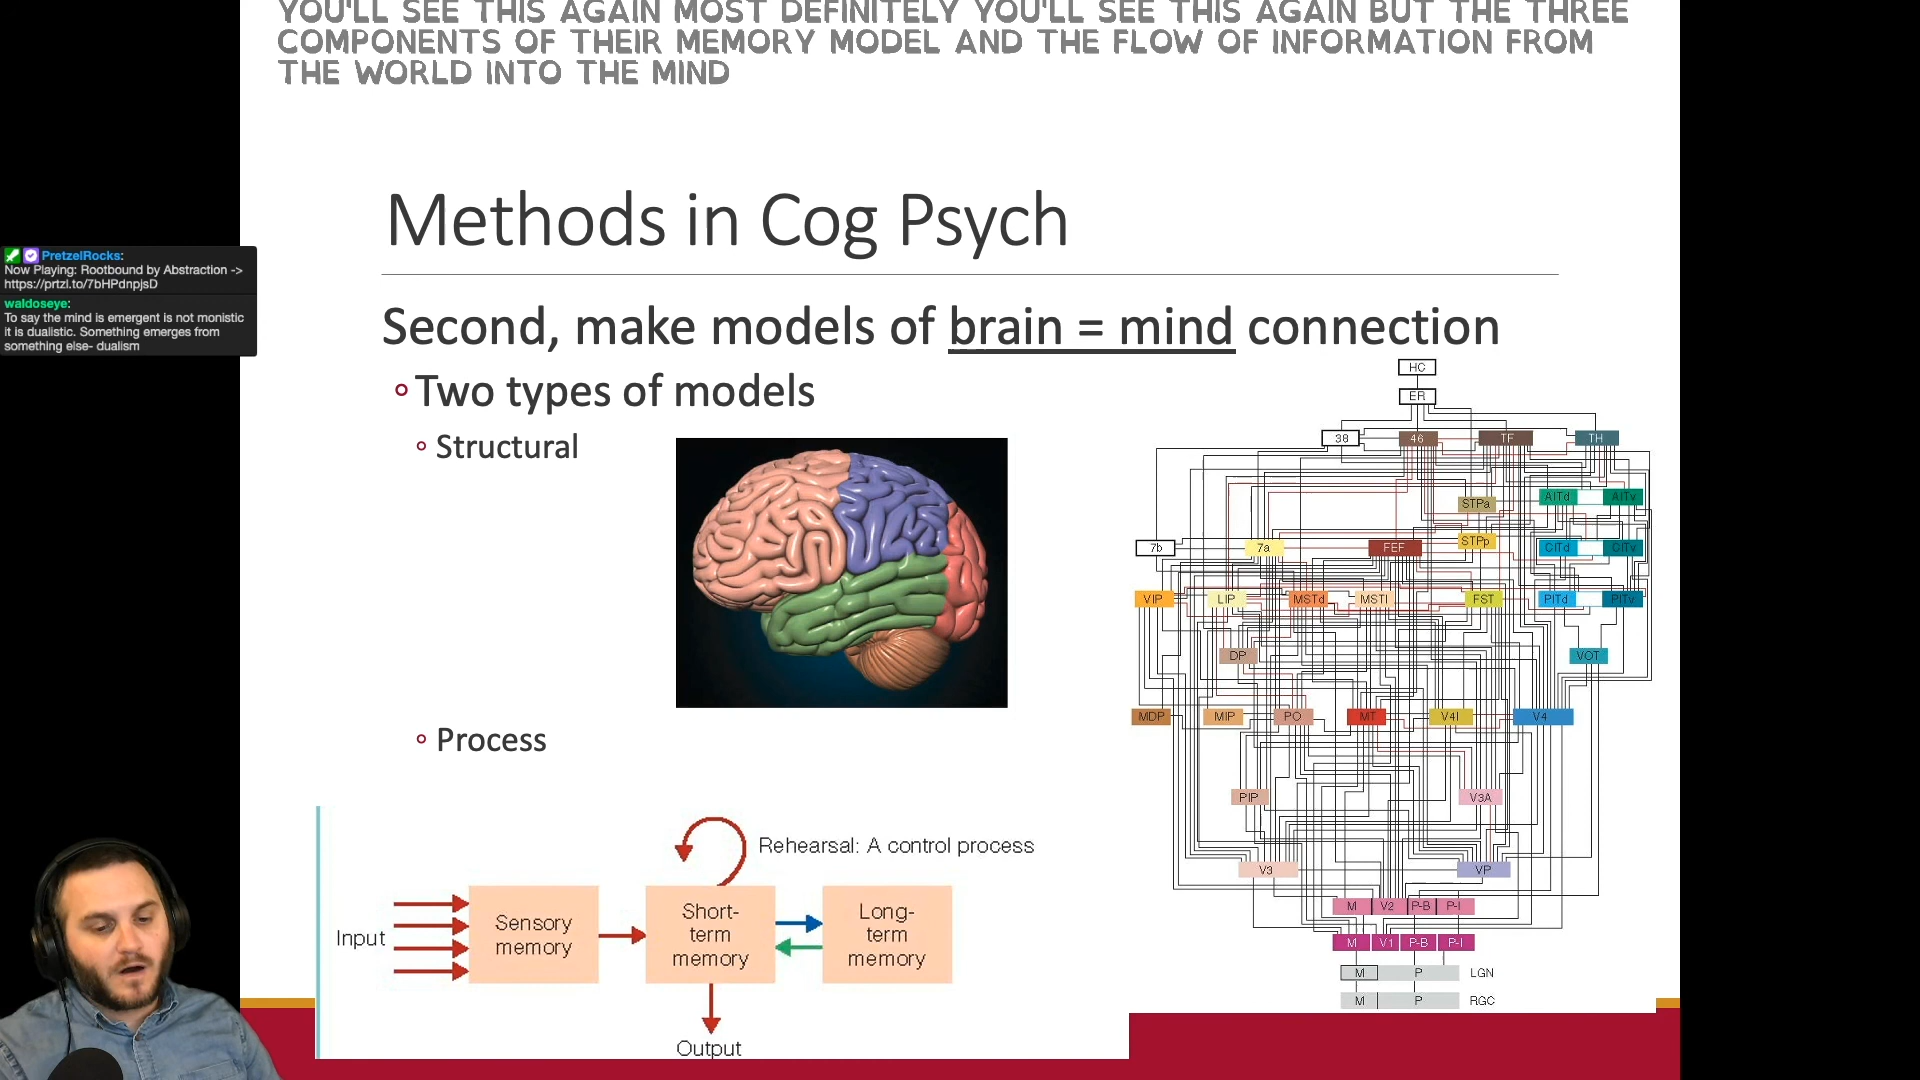 YOU'LL SEE THIS AGAIN MOST DEFINITELY YOU'LL SEE THIS AGAIN BUT THE THREE
COMPONENTS OF THEIR MEMORY MODEL AND THE FLOW OF INFORMATION FROM
THE WORLD INTO THE MIND
Methods in Cog Psych
PretzelRocks:
Now Playing: Rootbound by Abstraction ->
https://prtzl.to/7bHPdnpjsD
waldoseye:
To say the mind is emergent is not monistic
it is dualistic. Something emerges from
something else- dualism
Second, make models of brain = mind connection
Two types of models
Structural
Process
Rehearsal: A control process
Input
Sensory
memory
Short-
term
memory
Long-
term
memory
Output
HC
ER
38 46 TF TH
STPa AITd AITv
7b 7a FEF STPp CITd CITv
VIP LIP MSTd MSTl FST PITd PITv
DP VOT
MDP MIP PO MT V4t V4
PIP V3A
V3 VP
M V2 P-B P-I
M V1 P-B P-I
M P LGN
M P RGC